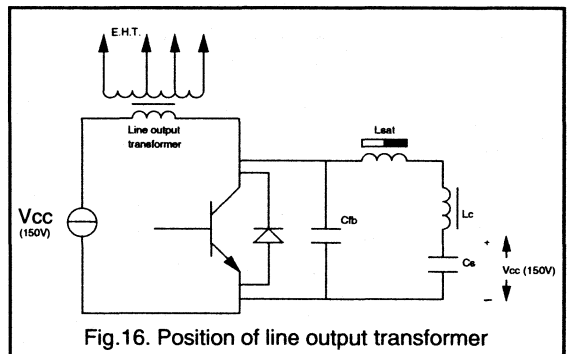 E.H.T.
Line output
transformer
Lsat
Vcc
(150V)
Cfb
Lc
+
Cs
Vcc (150V)
–
Fig.16. Position of line output transformer